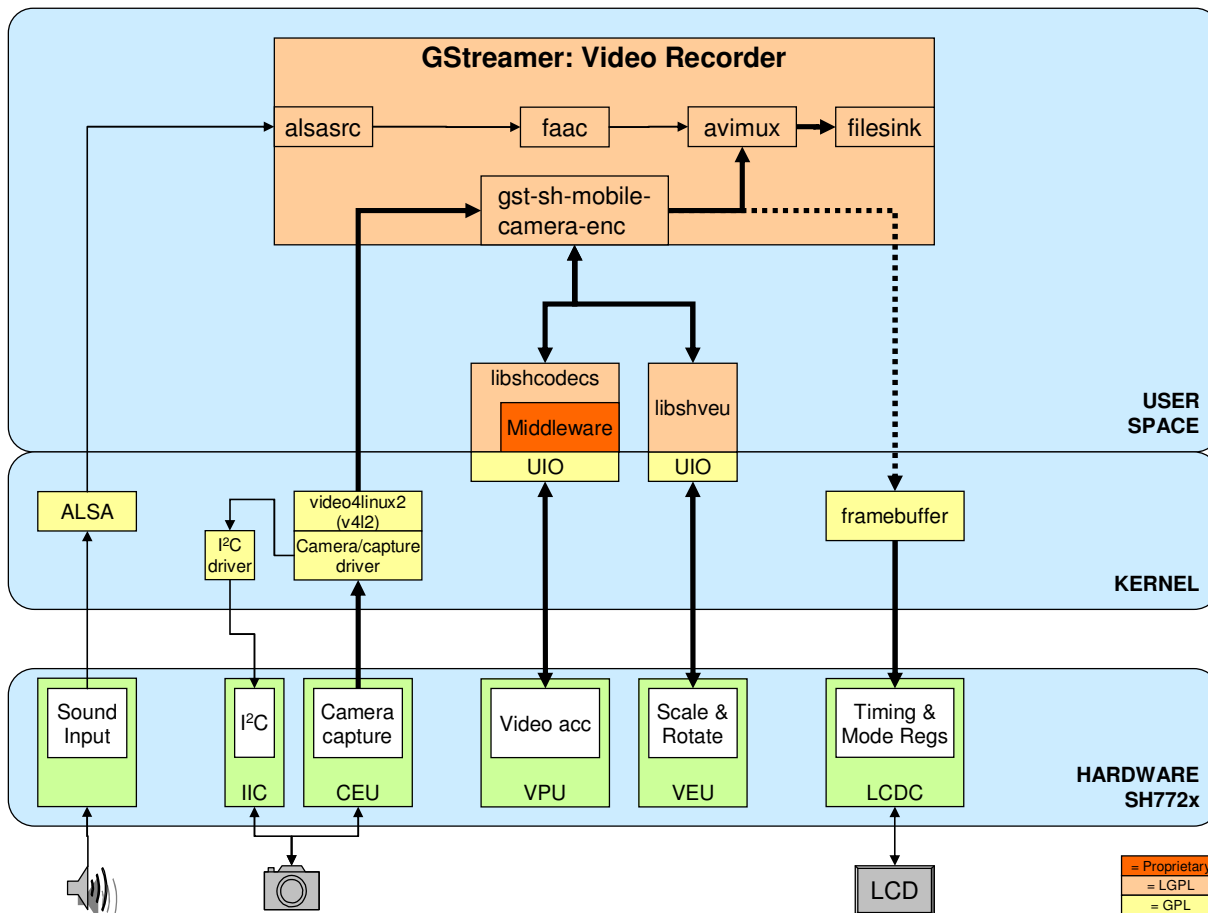 GStreamer: Video Recorder
alsasrc
faac
avimux
filesink
gst-sh-mobile-
camera-enc
libshcodecs
Middleware
libshveu
USER
SPACE
UIO
UIO
ALSA
I²C
driver
video4linux2
(v4l2)
Camera/capture
driver
framebuffer
KERNEL
Sound
Input
I²C
IIC
Camera
capture
CEU
Video acc
VPU
Scale &
Rotate
VEU
Timing &
Mode Regs
LCDC
HARDWARE
SH772x
LCD
= Proprietary
= LGPL
= GPL